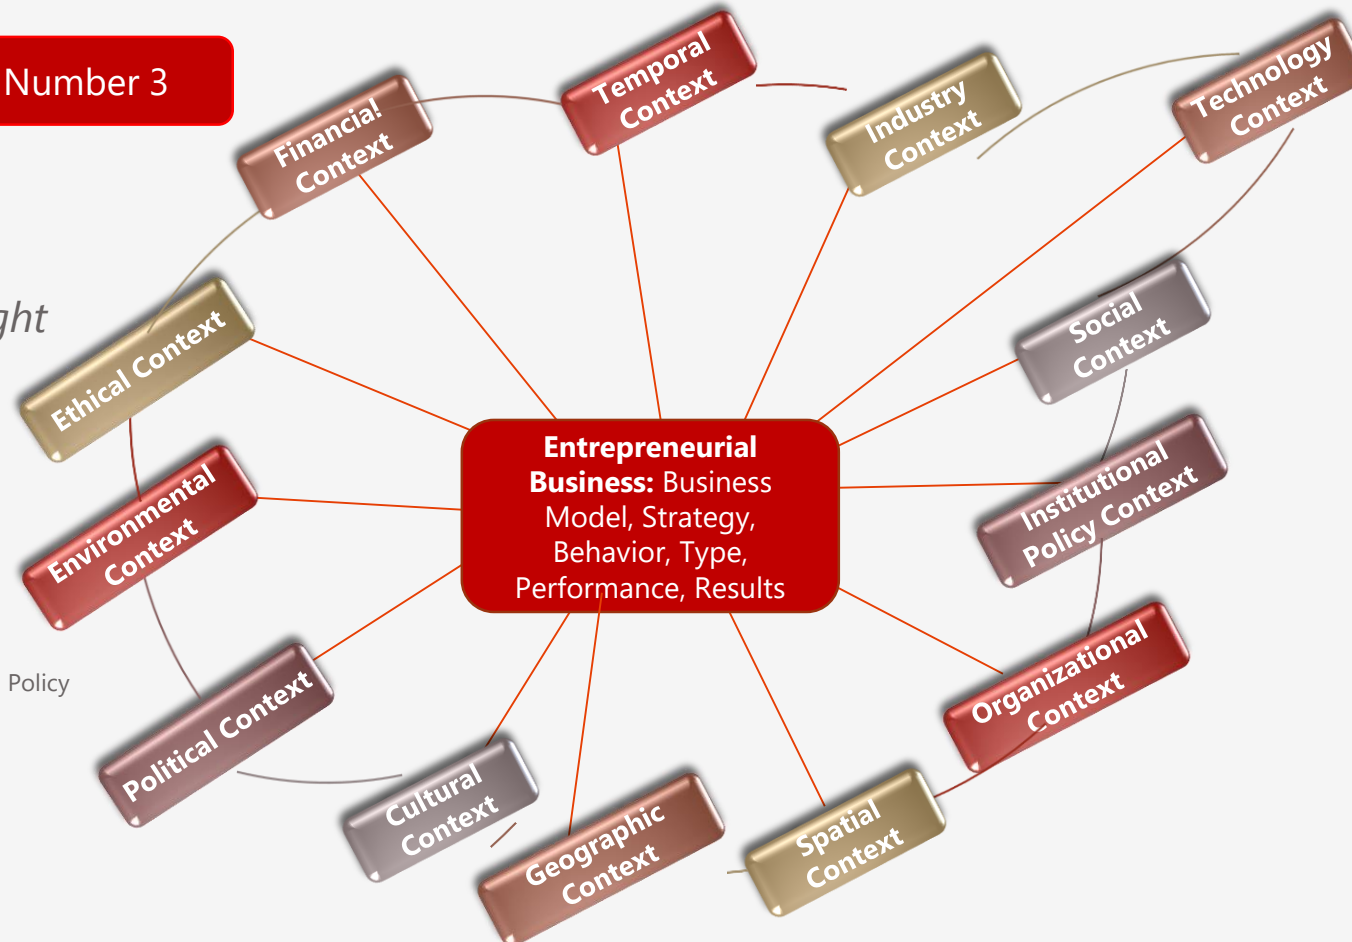 Number 3
Temporal
Context
Industry
Context
Technology
Context
Financia!
Context
Social
Context
ght
Ethical Context
Entrepreneurial
Business: Business
Model, Strategy,
Behavior, Type,
Performance, Results
Institutional
Policy Context
Environmental
Context
Organizational
Context
Policy
Political Context
Cultural
Context
Geographic
Context
Spatial
Context